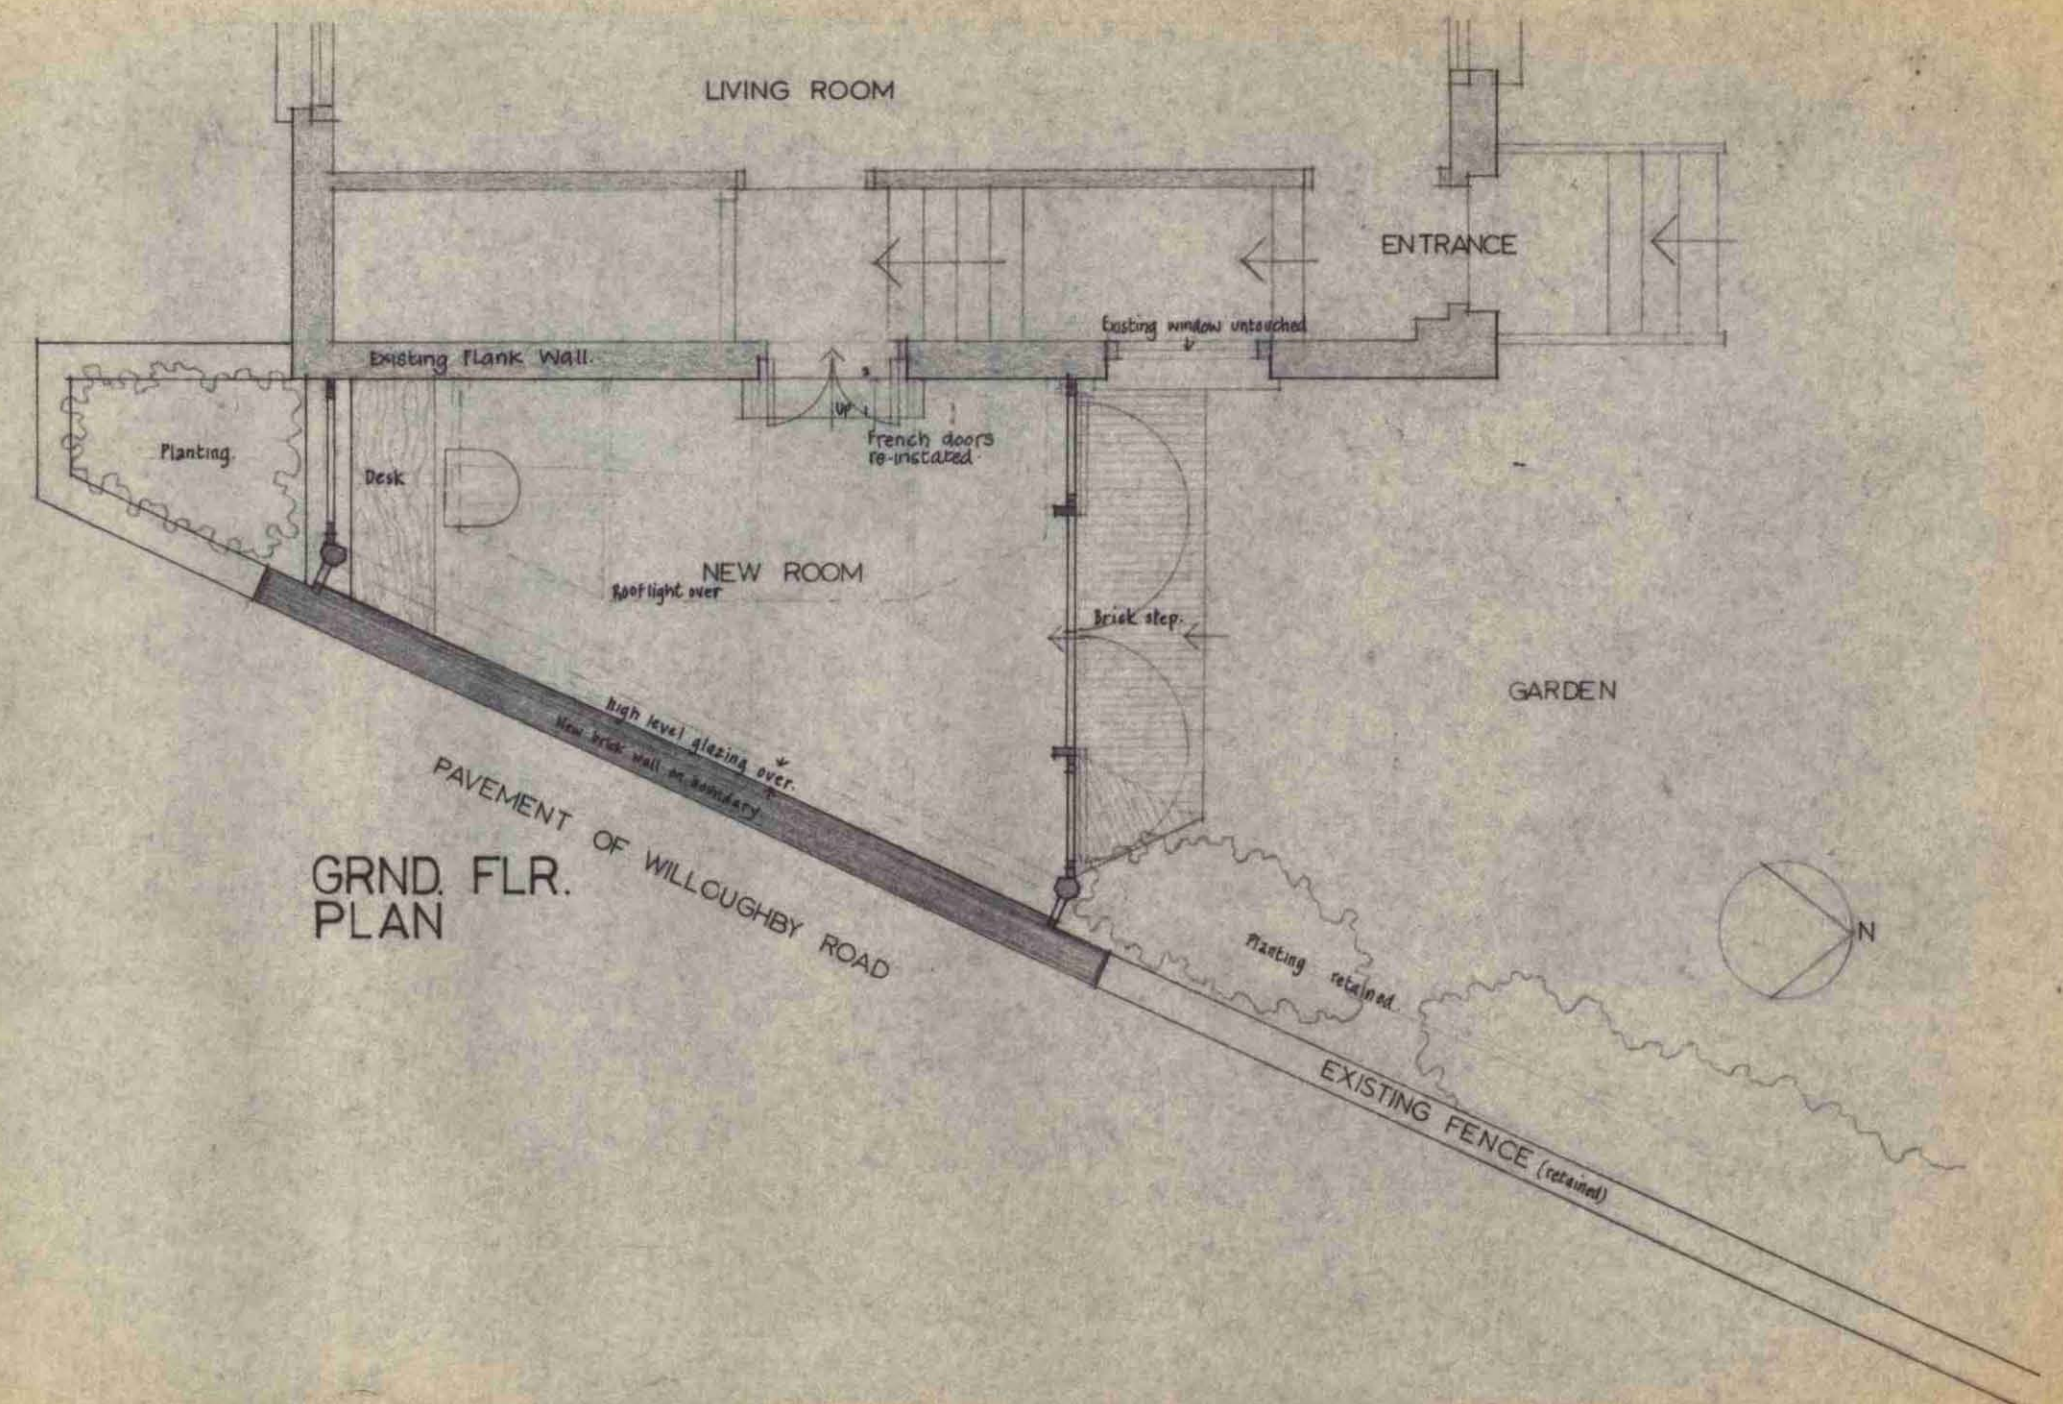 LIVING ROOM
ENTRANCE
Existing window untouched
Existing Flank Wall.
UP
French doors
re-instated.
Planting.
Desk
NEW ROOM
Rooflight over
Brick step.
GARDEN
High level glazing over.
New brick wall on boundary
PAVEMENT OF WILLOUGHBY ROAD
GRND. FLR.
PLAN
N
Planting retained.
EXISTING FENCE (retained)